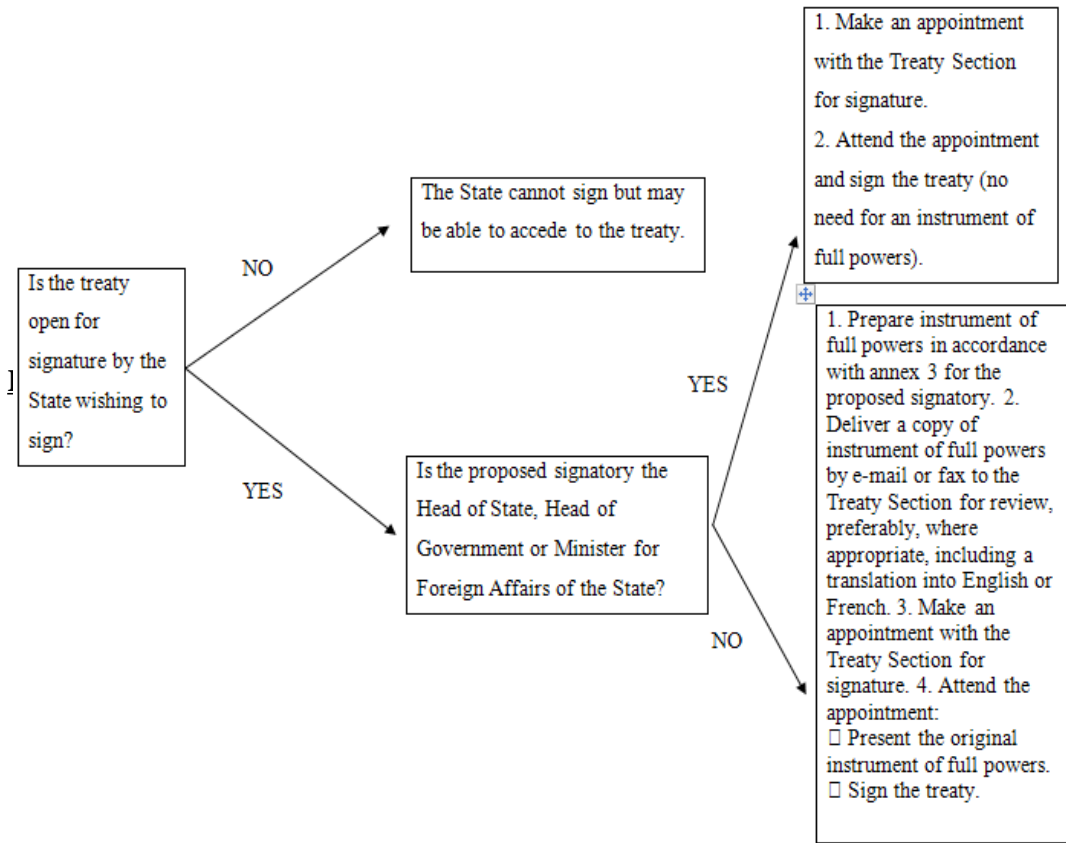 Is the treaty
open for
signature by the
State wishing to
sign?
NO
YES
The State cannot sign but may
be able to accede to the treaty.
Is the proposed signatory the
Head of State, Head of
Government or Minister for
Foreign Affairs of the State?
YES
NO
1. Make an appointment
with the Treaty Section
for signature.
2. Attend the appointment
and sign the treaty (no
need for an instrument of
full powers).
1. Prepare instrument of
full powers in accordance
with annex 3 for the
proposed signatory. 2.
Deliver a copy of
instrument of full powers
by e-mail or fax to the
Treaty Section for review,
preferably, where
appropriate, including a
translation into English or
French. 3. Make an
appointment with the
Treaty Section for
signature. 4. Attend the
appointment:
▯ Present the original
instrument of full powers.
▯ Sign the treaty.